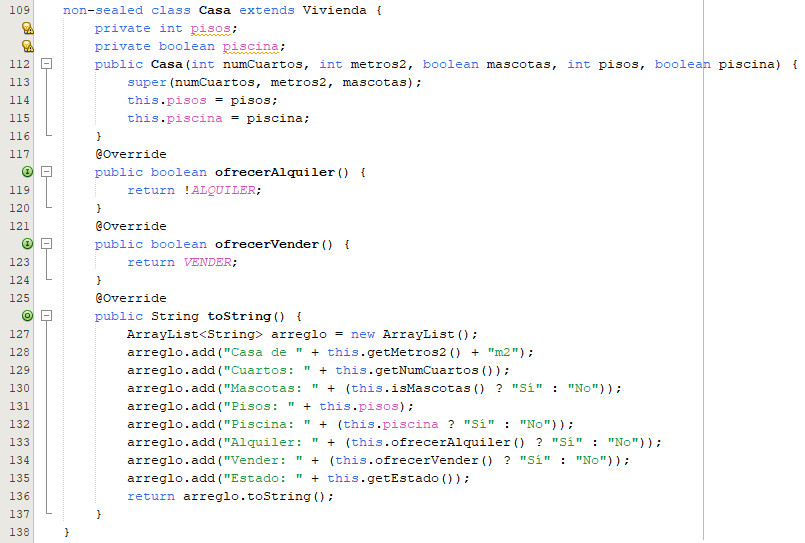 109 non-sealed class Casa extends Vivienda {
    private int pisos;
    private boolean piscina;
112     public Casa(int numCuartos, int metros2, boolean mascotas, int pisos, boolean piscina) {
113         super(numCuartos, metros2, mascotas);
114         this.pisos = pisos;
115         this.piscina = piscina;
116     }
117     @Override
    public boolean ofrecerAlquiler() {
119         return !ALQUILER;
120     }
121     @Override
    public boolean ofrecerVender() {
123         return VENDER;
124     }
125     @Override
    public String toString() {
127         ArrayList<String> arreglo = new ArrayList();
128         arreglo.add("Casa de " + this.getMetros2() + "m2");
129         arreglo.add("Cuartos: " + this.getNumCuartos());
130         arreglo.add("Mascotas: " + (this.isMascotas() ? "Sí" : "No"));
131         arreglo.add("Pisos: " + this.pisos);
132         arreglo.add("Piscina: " + (this.piscina ? "Sí" : "No"));
133         arreglo.add("Alquiler: " + (this.ofrecerAlquiler() ? "Sí" : "No"));
134         arreglo.add("Vender: " + (this.ofrecerVender() ? "Sí" : "No"));
135         arreglo.add("Estado: " + this.getEstado());
136         return arreglo.toString();
137     }
138 }